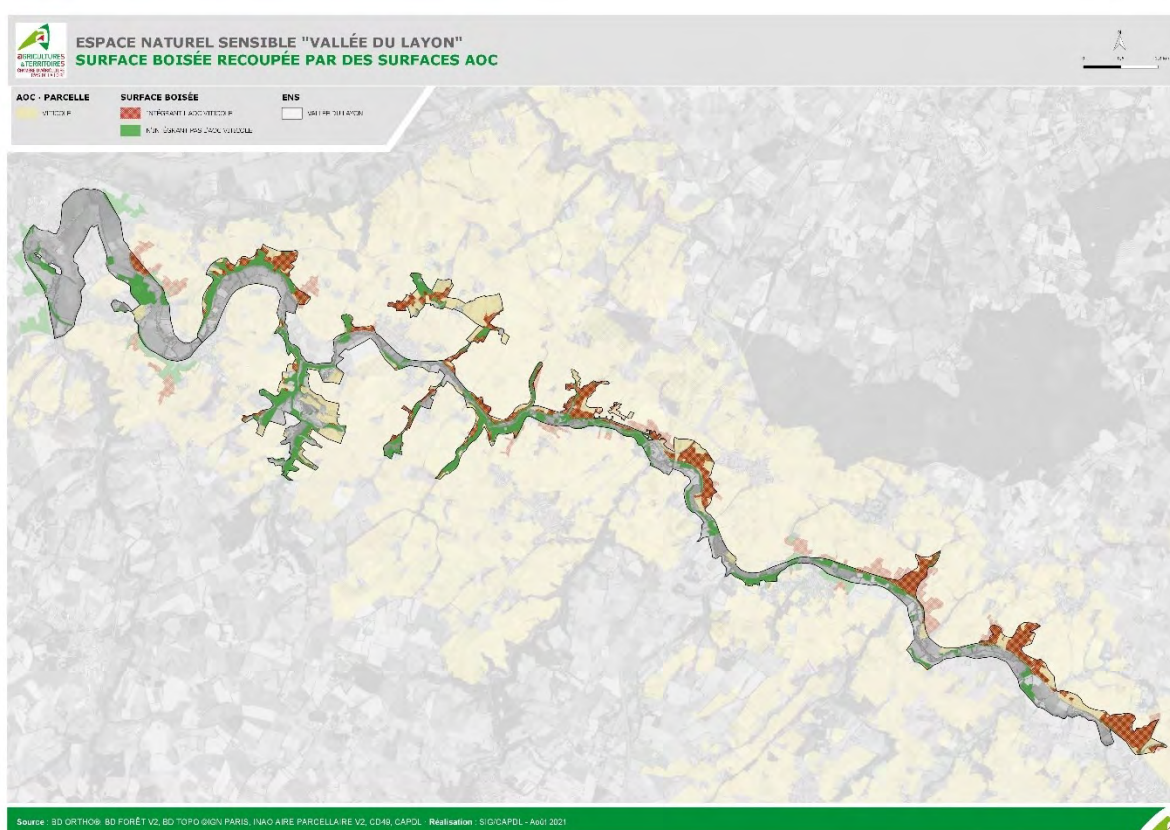 ESPACE NATUREL SENSIBLE "VALLÉE DU LAYON"
SURFACE BOISÉE RECOUPÉE PAR DES SURFACES AOC
AGRICULTURES
& TERRITOIRES
AOC - PARCELLE
VITICOLE
SURFACE BOISÉE
INTÉGRANT L'AOC VITICOLE
N'INTÉGRANT PAS L'AOC VITICOLE
ENS
VALLÉE DU LAYON
Source : BD ORTHO®, BD FORÊT V2, BD TOPO ©IGN PARIS, INAO AIRE PARCELLAIRE V2, CD49, CAPDL - Réalisation : SIG/CAPDL - Août 2021